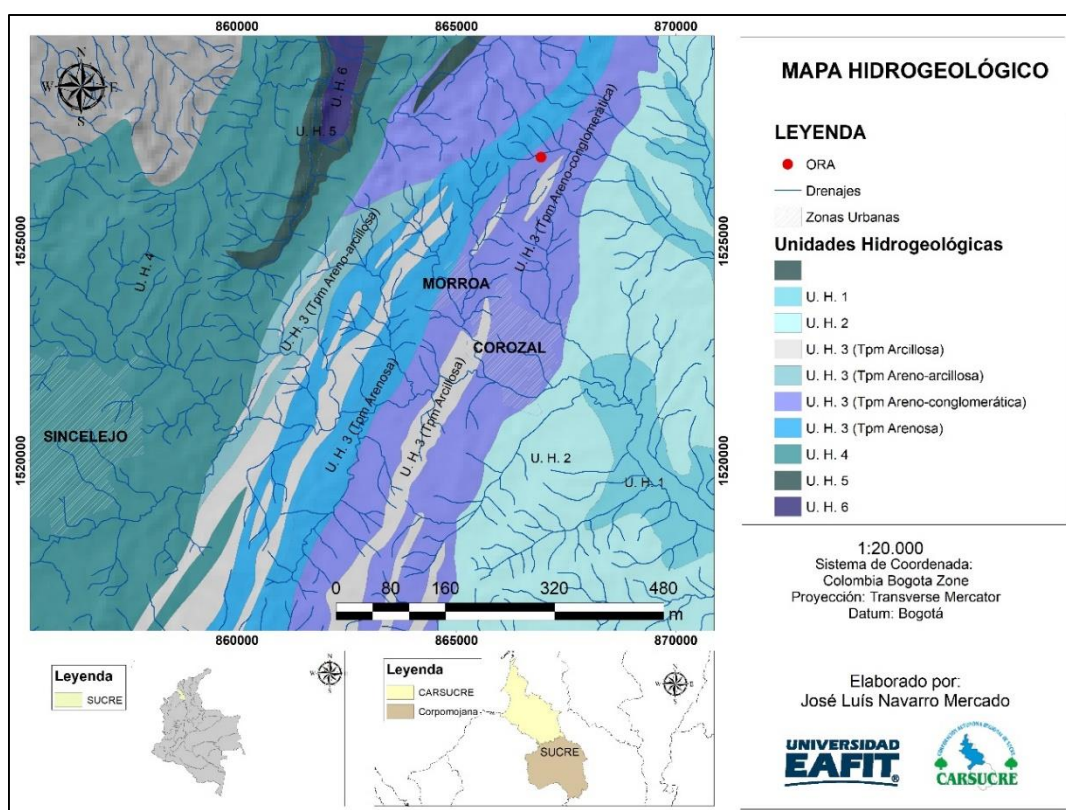 860000 865000 870000
N
W E
S
1525000
1520000
1525000
1520000
U. H. 6
U. H. 5
U. H. 4
U. H. 3 (Tpm Areno-conglomerática)
U. H. 3 (Tpm Areno-arcillosa)
MORROA
COROZAL
U. H. 3 (Tpm Arenosa)
U. H. 3 (Tpm Arcillosa)
SINCELEJO
U. H. 2
U. H. 1
0 80 160 320 480
m
860000 865000 870000
MAPA HIDROGEOLÓGICO
LEYENDA
ORA
Drenajes
Zonas Urbanas
Unidades Hidrogeológicas
U. H. 1
U. H. 2
U. H. 3 (Tpm Arcillosa)
U. H. 3 (Tpm Areno-arcillosa)
U. H. 3 (Tpm Areno-conglomerática)
U. H. 3 (Tpm Arenosa)
U. H. 4
U. H. 5
U. H. 6
1:20.000
Sistema de Coordenada:
Colombia Bogota Zone
Proyección: Transverse Mercator
Datum: Bogotá
Elaborado por:
José Luís Navarro Mercado
UNIVERSIDAD
EAFIT®
CARSUCRE
Leyenda
SUCRE
Leyenda
CARSUCRE
Corpomojana
SUCRE